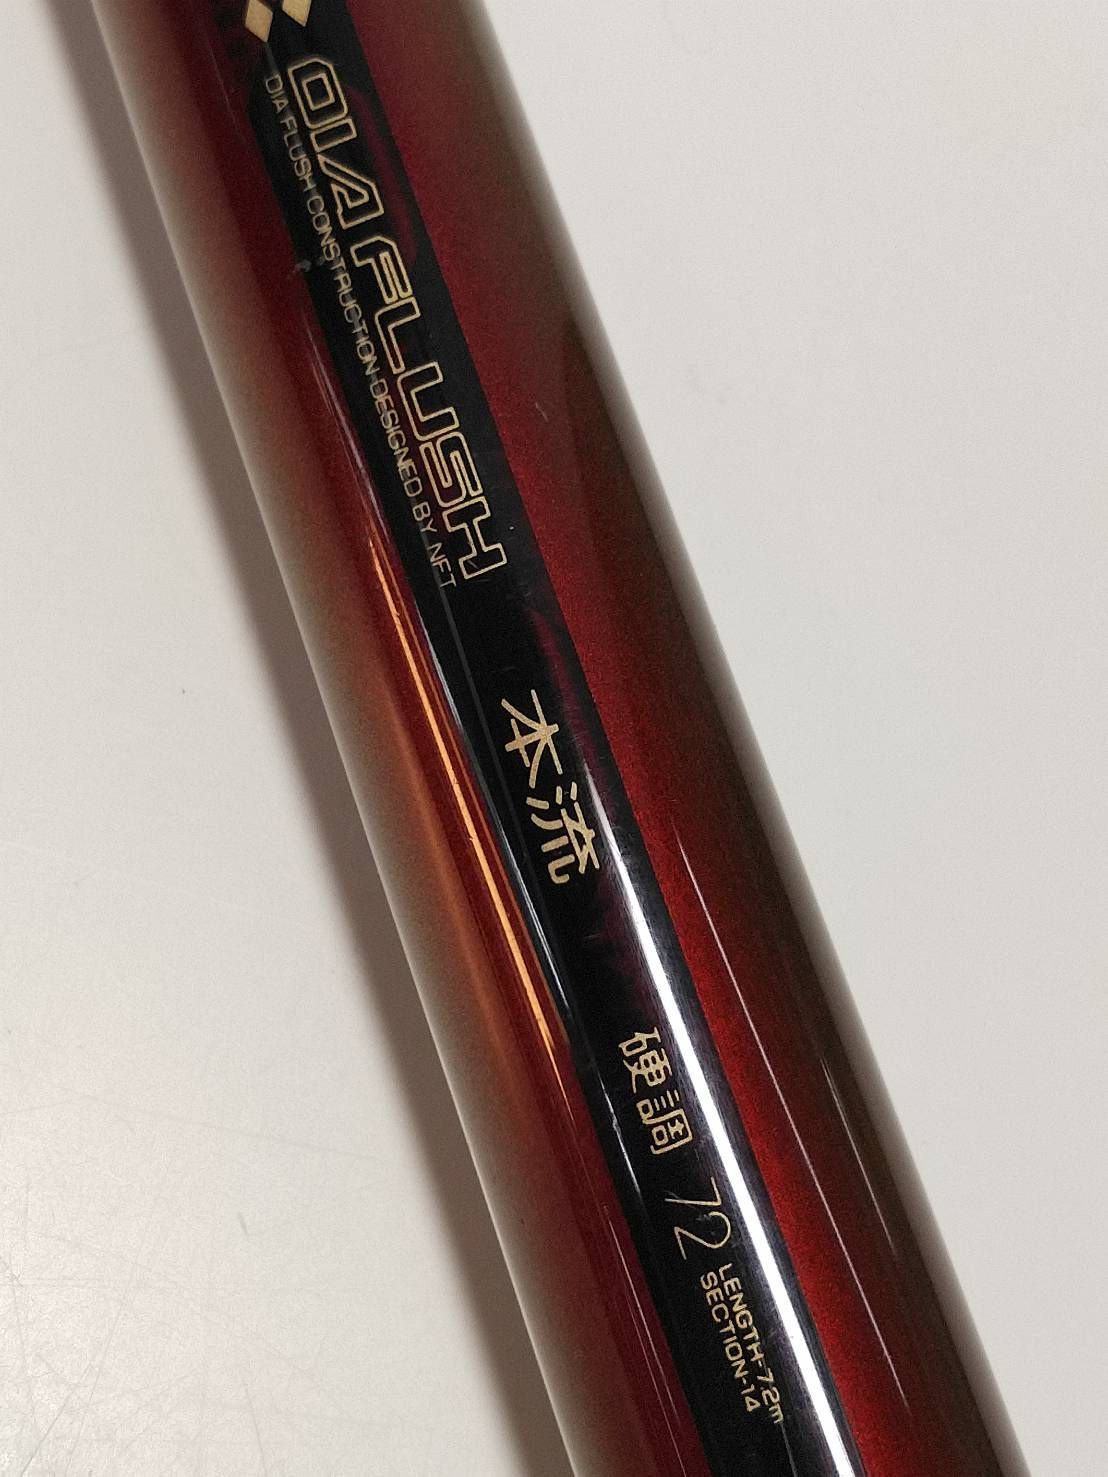 DIA FLUSH
DIA FLUSH CONSTRUCTION DESIGNED BY NFT
本流
硬調
72
LENGTH-7.2m
SECTION-14